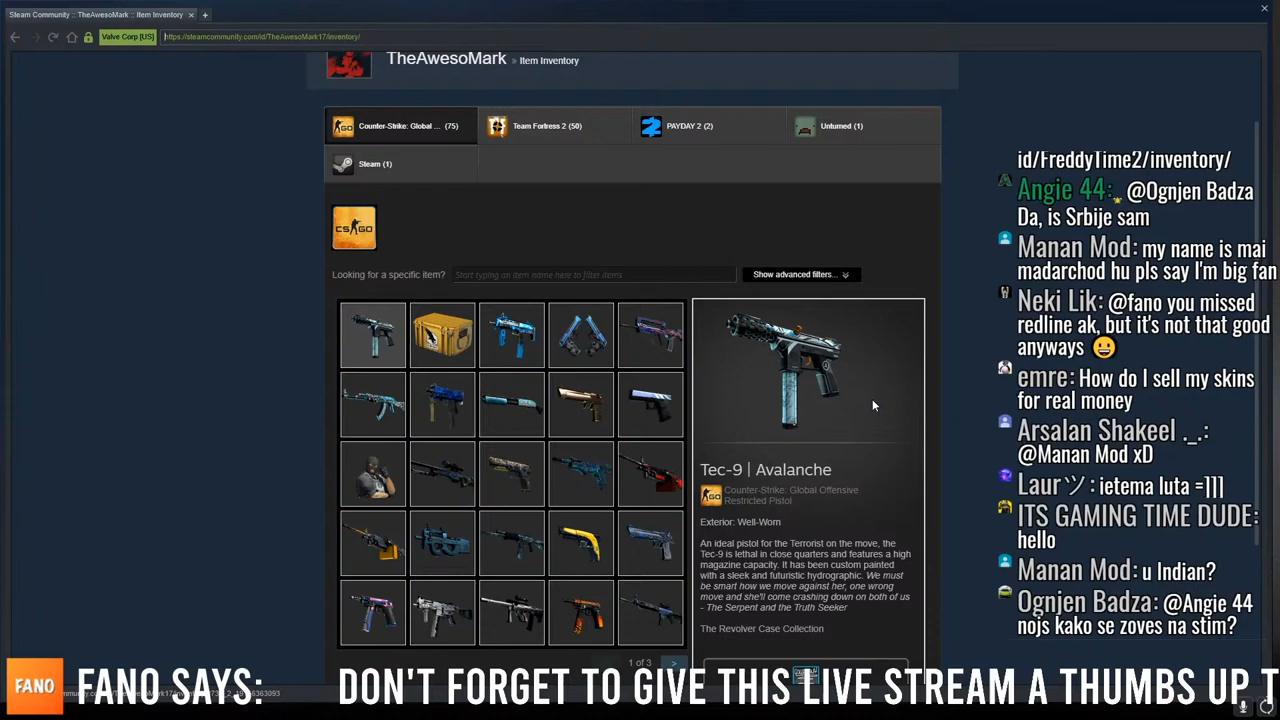 Steam Community :: TheAwesoMark :: Item Inventory
Valve Corp [US]
https://steamcommunity.com/id/TheAwesoMark17/inventory/
TheAwesoMark » Item Inventory
Counter-Strike: Global ... (75)
Team Fortress 2 (50)
PAYDAY 2 (2)
Unturned (1)
Steam (1)
CS GO
Looking for a specific item?
Start typing an item name here to filter items
Show advanced filters...
Tec-9 | Avalanche
Counter-Strike: Global Offensive
Restricted Pistol
Exterior: Well-Worn
An ideal pistol for the Terrorist on the move, the
Tec-9 is lethal in close quarters and features a high
magazine capacity. It has been custom painted
with a sleek and futuristic hydrographic. We must
be smart how we move against her, one wrong
move and she'll come crashing down on both of us
- The Serpent and the Truth Seeker
The Revolver Case Collection
1 of 3 >
id/FreddyTime2/inventory/
Angie 44: @Ognjen Badza
Da, is Srbije sam
Manan Mod: my name is mai
madarchod hu pls say I'm big fan
Neki Lik: @fano you missed
redline ak, but it's not that good
anyways 😀
emre: How do I sell my skins
for real money
Arsalan Shakeel ._.:
@Manan Mod xD
Laurツ: ietema luta =]]]
ITS GAMING TIME DUDE:
hello
Manan Mod: u Indian?
Ognjen Badza: @Angie 44
nojs kako se zoves na stim?
FANO
FANO SAYS:
DON'T FORGET TO GIVE THIS LIVE STREAM A THUMBS UP T